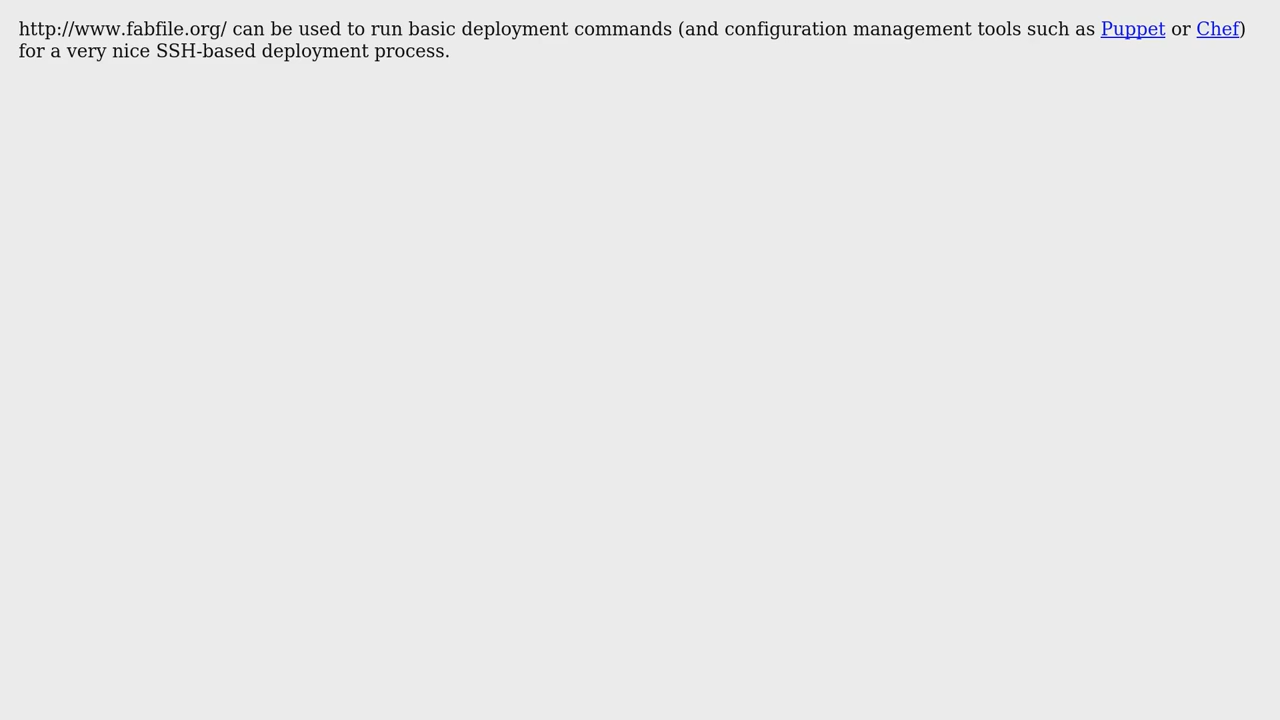 http://www.fabfile.org/ can be used to run basic deployment commands (and configuration management tools such as Puppet or Chef)
for a very nice SSH-based deployment process.